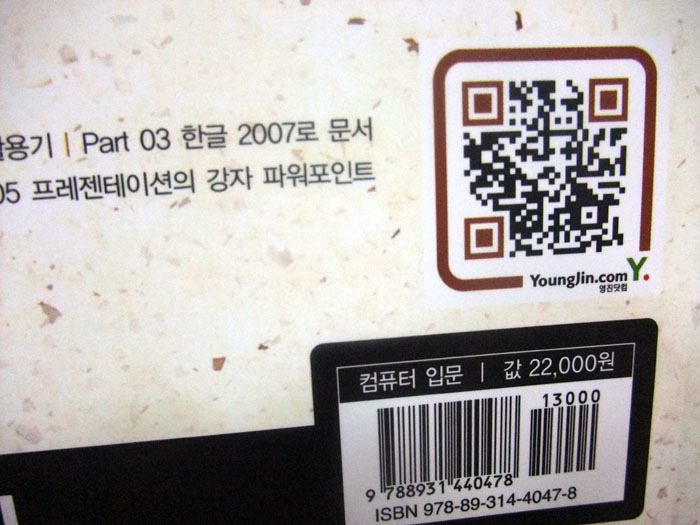 활용기 | Part 03 한글 2007로 문서
05 프레젠테이션의 강자 파워포인트
YoungJin.com Y.
영진닷컴
컴퓨터 입문 | 값 22,000원
13000
9 788931 440478
ISBN 978-89-314-4047-8